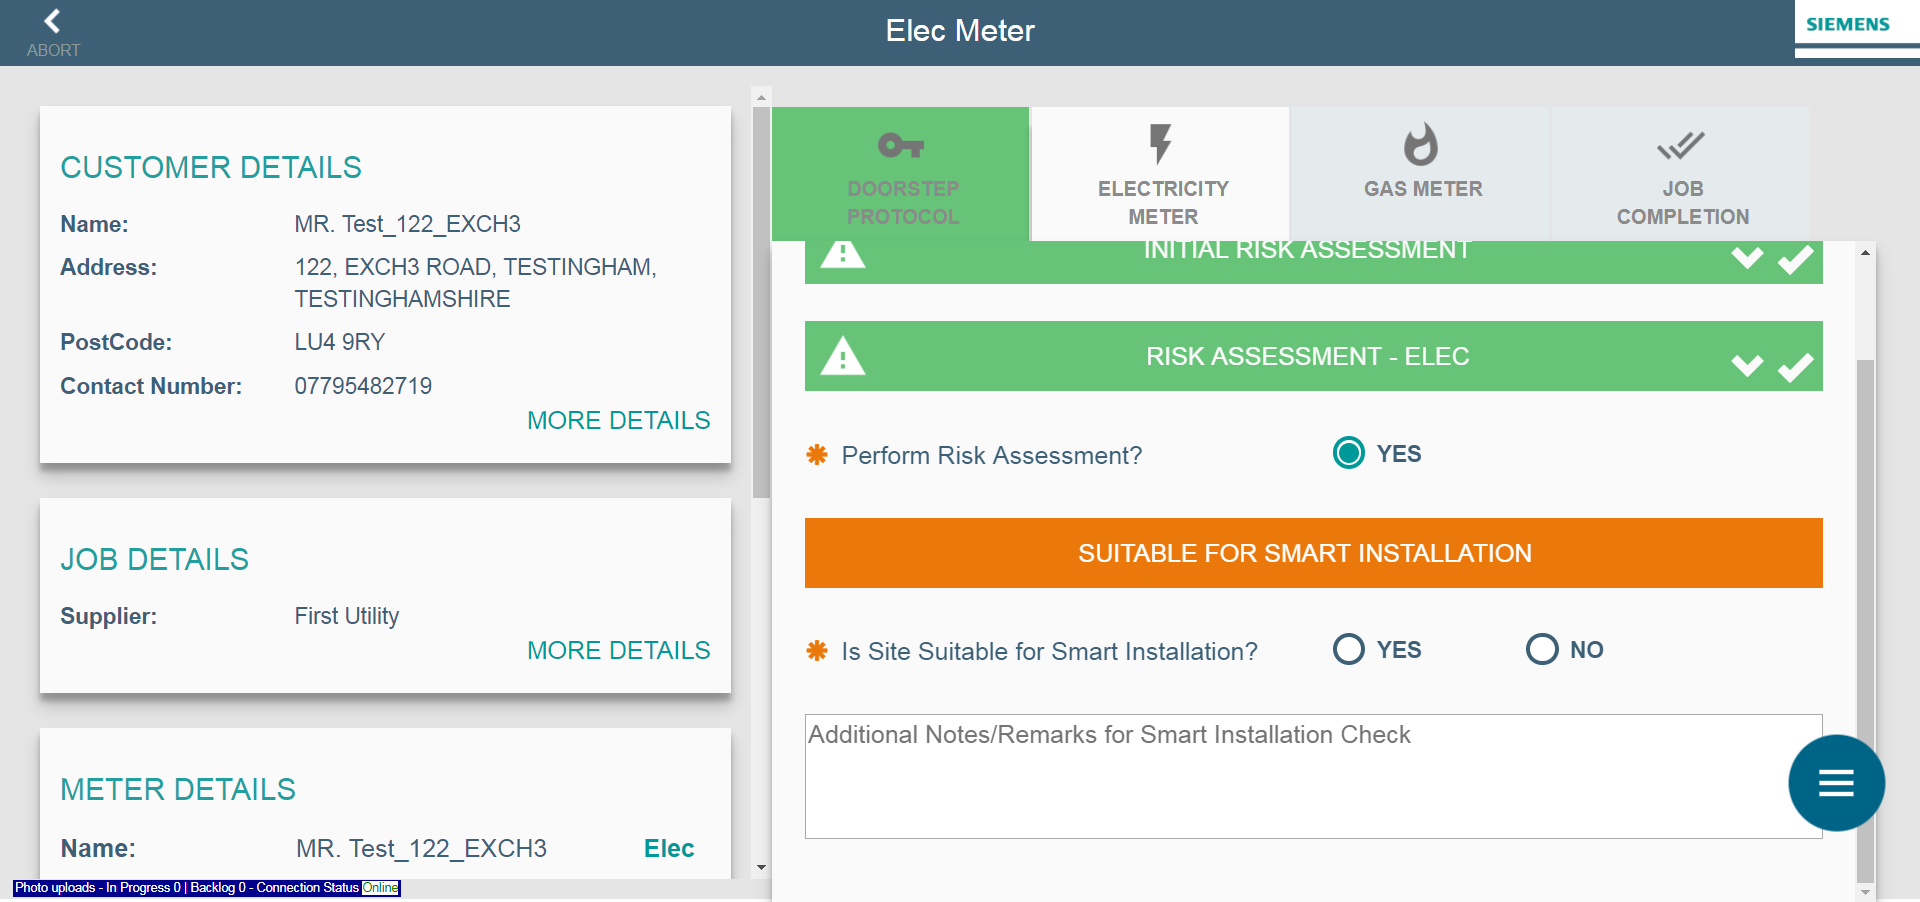 ABORT
Elec Meter
SIEMENS
CUSTOMER DETAILS
Name: MR. Test_122_EXCH3
Address: 122, EXCH3 ROAD, TESTINGHAM,
TESTINGHAMSHIRE
PostCode: LU4 9RY
Contact Number: 07795482719
MORE DETAILS
JOB DETAILS
Supplier: First Utility
MORE DETAILS
METER DETAILS
Name: MR. Test_122_EXCH3 Elec
Photo uploads - In Progress 0 | Backlog 0 - Connection Status Online
DOORSTEP
PROTOCOL
ELECTRICITY
METER
GAS METER
JOB
COMPLETION
INITIAL RISK ASSESSMENT
RISK ASSESSMENT - ELEC
Perform Risk Assessment? YES
SUITABLE FOR SMART INSTALLATION
Is Site Suitable for Smart Installation? YES NO
Additional Notes/Remarks for Smart Installation Check